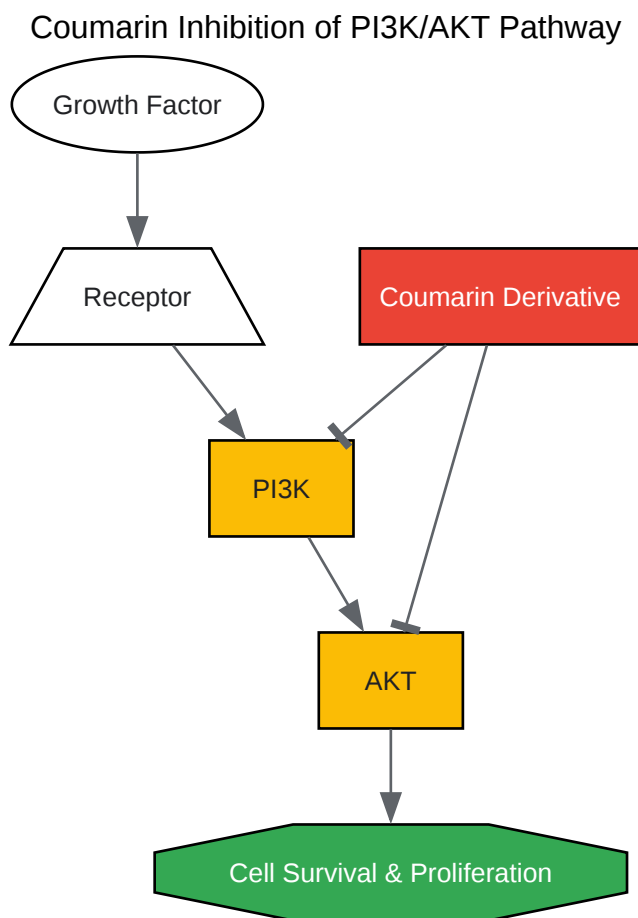 Coumarin Inhibition of PI3K/AKT Pathway
Growth Factor
Receptor
Coumarin Derivative
PI3K
AKT
Cell Survival & Proliferation